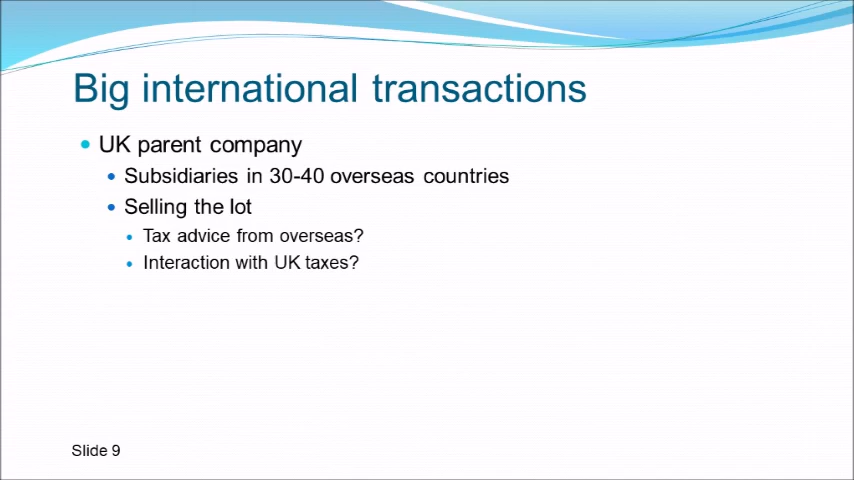 Big international transactions
UK parent company
Subsidiaries in 30-40 overseas countries
Selling the lot
Tax advice from overseas?
Interaction with UK taxes?
Slide 9